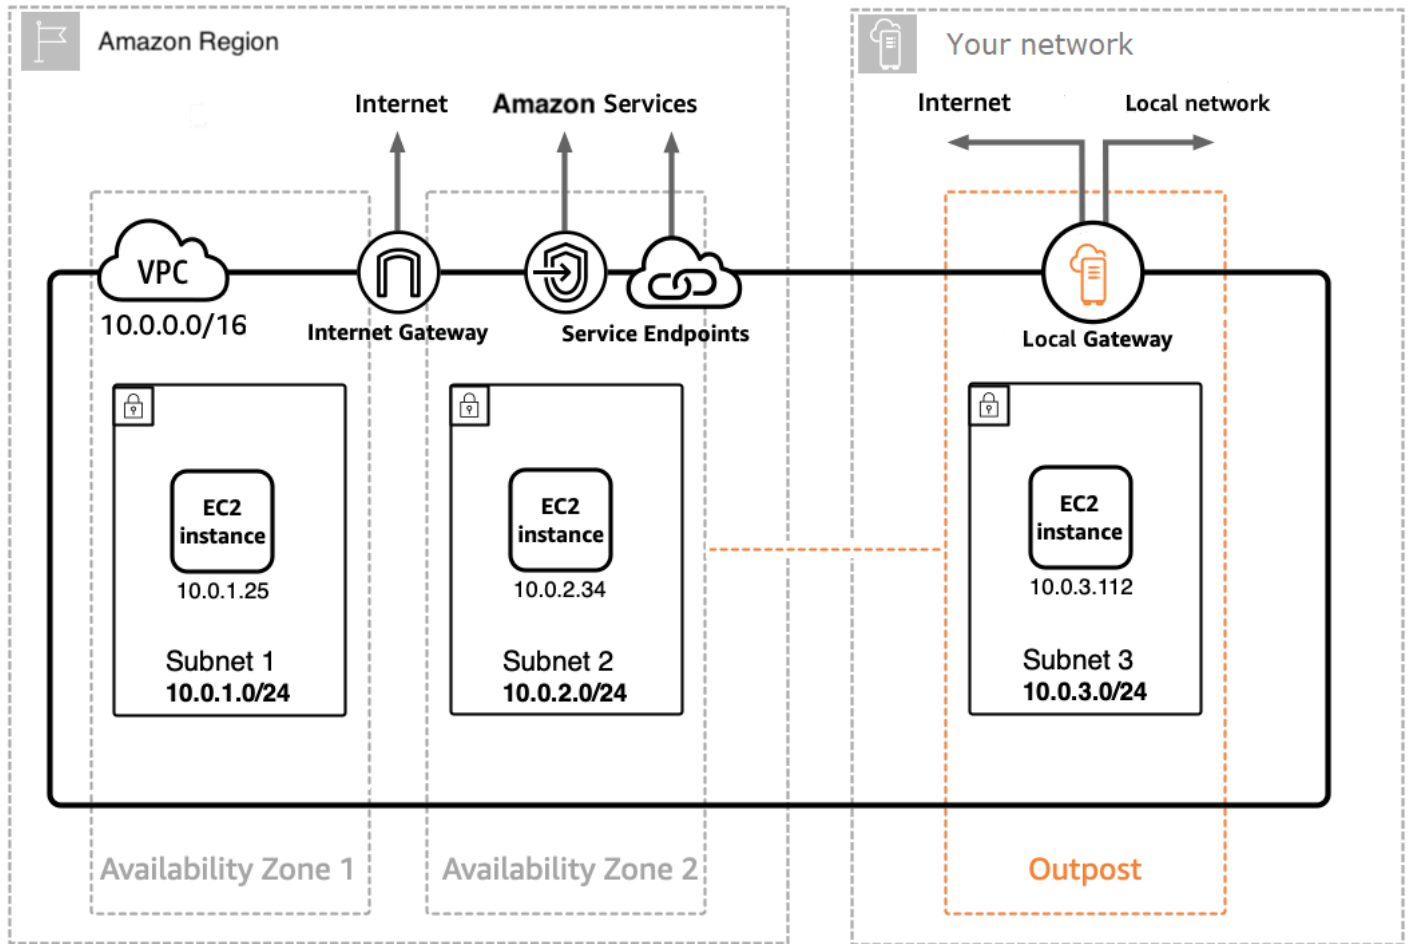 Amazon Region
Your network
Internet
Amazon Services
Internet
Local network
VPC
10.0.0.0/16
Internet Gateway
Service Endpoints
Local Gateway
EC2
instance
10.0.1.25
Subnet 1
10.0.1.0/24
EC2
instance
10.0.2.34
Subnet 2
10.0.2.0/24
EC2
instance
10.0.3.112
Subnet 3
10.0.3.0/24
Availability Zone 1
Availability Zone 2
Outpost